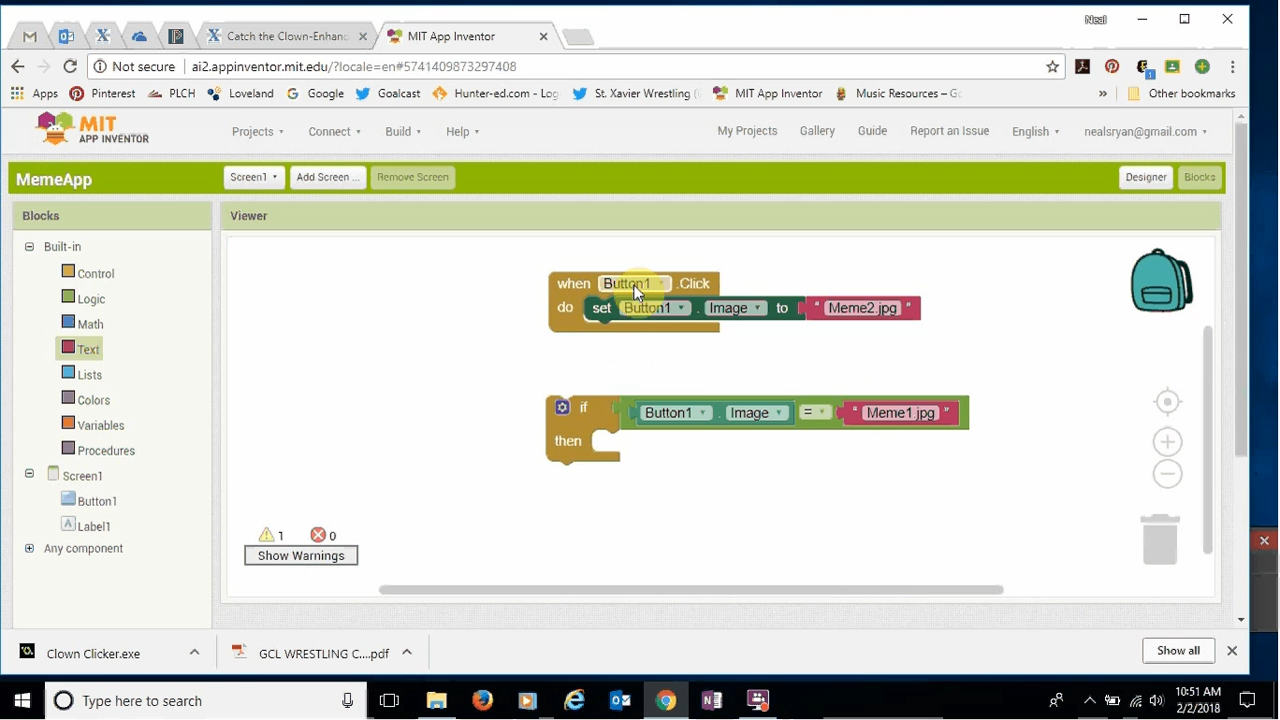 Neal
Catch the Clown-Enhanc
MIT App Inventor
Not secure
ai2.appinventor.mit.edu/?locale=en#5741409873297408
1
Apps
Pinterest
PLCH
Loveland
Google
Goalcast
Hunter-ed.com - Log
St. Xavier Wrestling (
MIT App Inventor
Music Resources – Go
»
Other bookmarks
MIT
APP INVENTOR
Projects
Connect
Build
Help
My Projects
Gallery
Guide
Report an Issue
English
nealsryan@gmail.com
MemeApp
Screen1
Add Screen ...
Remove Screen
Designer
Blocks
Blocks
Viewer
Built-in
Control
Logic
Math
Text
Lists
Colors
Variables
Procedures
Screen1
Button1
Label1
Any component
when Button1 .Click
do set Button1 . Image to “ Meme2.jpg ”
if Button1 . Image = “ Meme1.jpg ”
then
1 0
Show Warnings
Clown Clicker.exe
GCL WRESTLING C....pdf
Show all
Type here to search
10:51 AM
2/2/2018